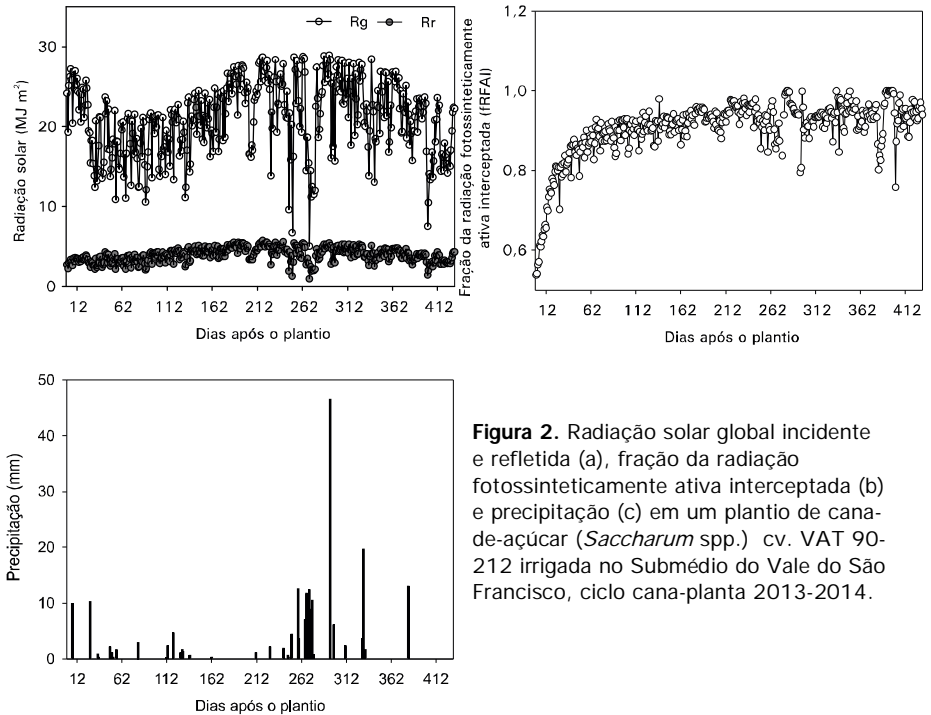 Rg Rr
30
20
10
0
Radiação solar (MJ m²)
12 62 112 162 212 262 312 362 412
Dias após o plantio
1,2
1,0
0,8
0,6
Fração da radiação fotossinteticamente
ativa interceptada (fRFAI)
12 62 112 162 212 262 312 362 412
Dias após o plantio
50
40
30
20
10
0
Precipitação (mm)
12 62 112 162 212 262 312 362 412
Dias após o plantio
Figura 2. Radiação solar global incidente
e refletida (a), fração da radiação
fotossinteticamente ativa interceptada (b)
e precipitação (c) em um plantio de cana-
de-açúcar (Saccharum spp.) cv. VAT 90-
212 irrigada no Submédio do Vale do São
Francisco, ciclo cana-planta 2013-2014.